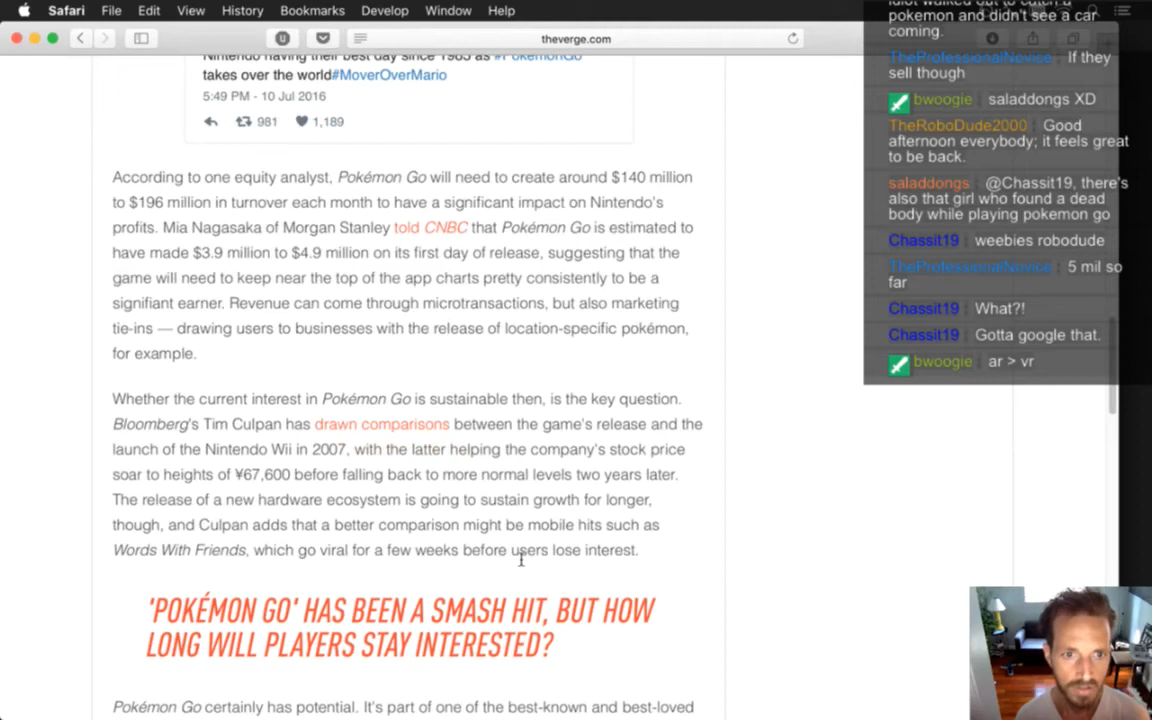 Safari File Edit View History Bookmarks Develop Window Help
theverge.com
takes over the world#MoverOverMario
5:49 PM - 10 Jul 2016
981 1,189
According to one equity analyst, Pokémon Go will need to create around $140 million
to $196 million in turnover each month to have a significant impact on Nintendo's
profits. Mia Nagasaka of Morgan Stanley told CNBC that Pokémon Go is estimated to
have made $3.9 million to $4.9 million on its first day of release, suggesting that the
game will need to keep near the top of the app charts pretty consistently to be a
signifiant earner. Revenue can come through microtransactions, but also marketing
tie-ins — drawing users to businesses with the release of location-specific pokémon,
for example.
Whether the current interest in Pokémon Go is sustainable then, is the key question.
Bloomberg's Tim Culpan has drawn comparisons between the game's release and the
launch of the Nintendo Wii in 2007, with the latter helping the company's stock price
soar to heights of ¥67,600 before falling back to more normal levels two years later.
The release of a new hardware ecosystem is going to sustain growth for longer,
though, and Culpan adds that a better comparison might be mobile hits such as
Words With Friends, which go viral for a few weeks before users lose interest.
'POKÉMON GO' HAS BEEN A SMASH HIT, BUT HOW
LONG WILL PLAYERS STAY INTERESTED?
Pokémon Go certainly has potential. It's part of one of the best-known and best-loved
pokemon and didn't see a car
coming.
TheProfessionalNovice : If they
sell though
bwoogie : saladdongs XD
TheRoboDude2000 : Good
afternoon everybody; it feels great
to be back.
saladdongs : @Chassit19, there's
also that girl who found a dead
body while playing pokemon go
Chassit19 : weebies robodude
TheProfessionalNovice : 5 mil so
far
Chassit19 : What?!
Chassit19 : Gotta google that.
bwoogie : ar > vr